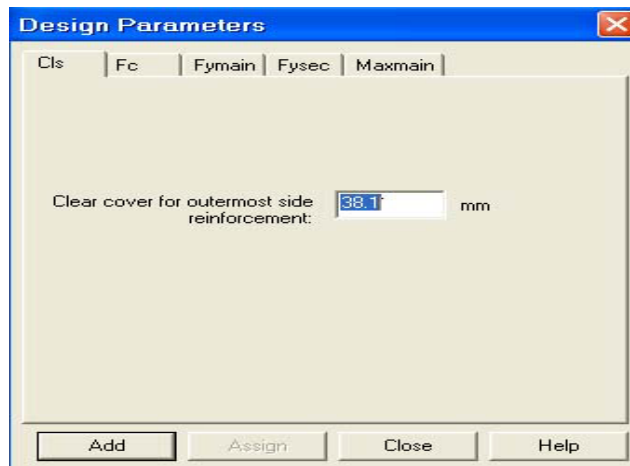 Design Parameters
Cls Fc Fymain Fysec Maxmain
Clear cover for outermost side
reinforcement:
38.1 mm
Add Assign Close Help